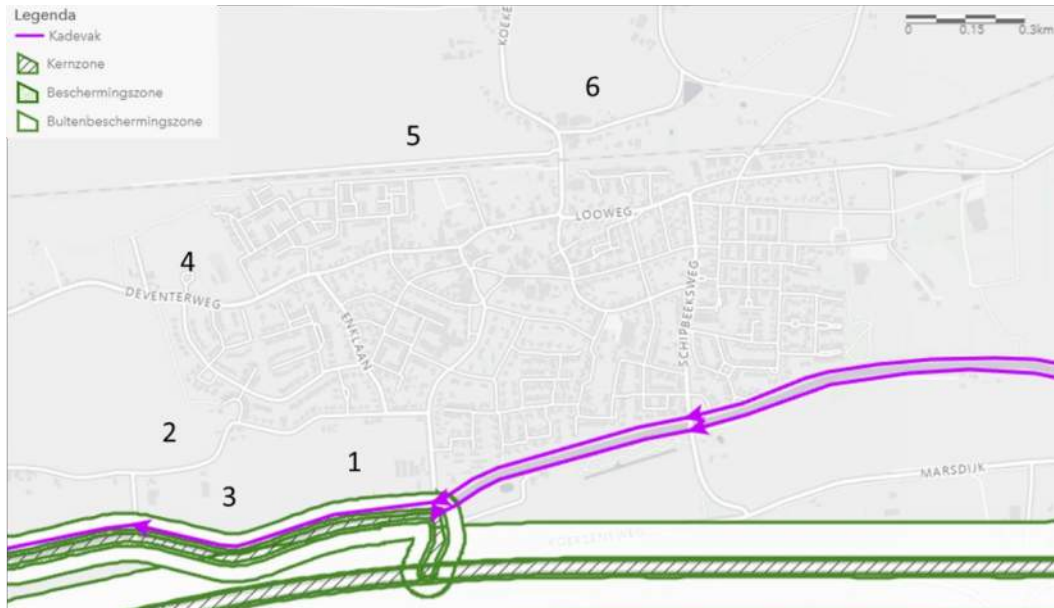 Legenda
Kadevak
Kernzone
Beschermingszone
Buitenbeschermingszone
0 0.15 0.3km
KOEKE
6
5
LOOWEG
4
DEVENTERWEG
ENKLAAN
SCHIPBEEKSWEG
2
1
3
MARSDIJK